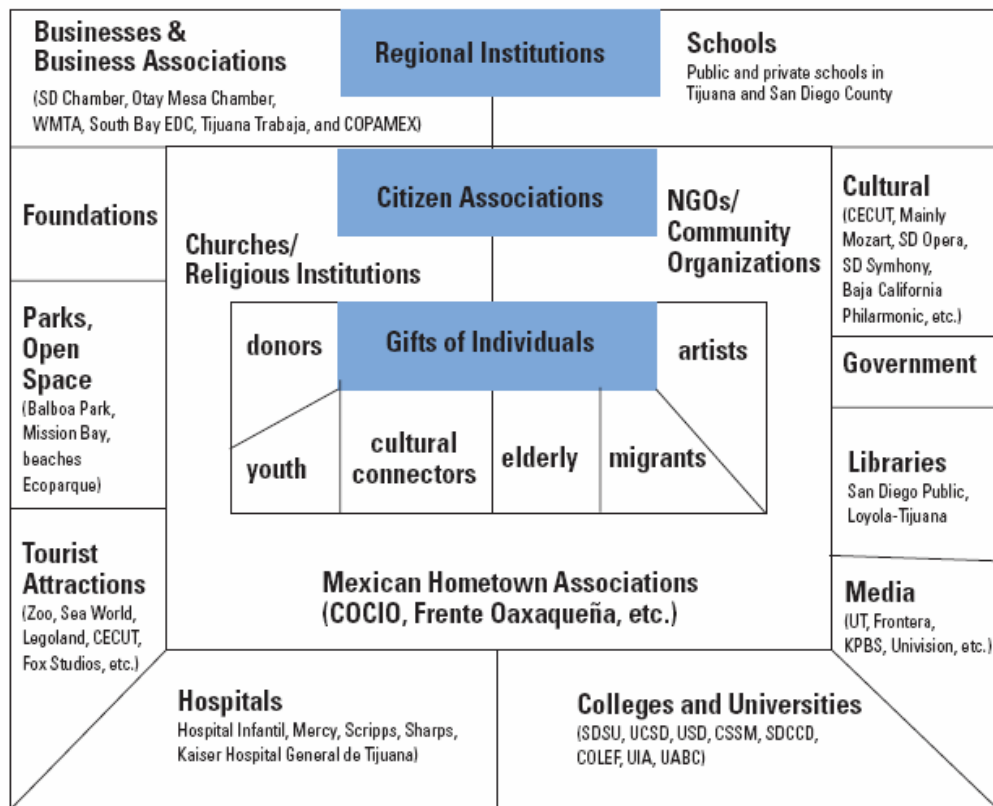 Businesses &
Business Associations
(SD Chamber, Otay Mesa Chamber,
WMTA, South Bay EDC, Tijuana Trabaja, and COPAMEX)
Regional Institutions
Schools
Public and private schools in
Tijuana and San Diego County
Foundations
Citizen Associations
Churches/
Religious Institutions
NGOs/
Community
Organizations
Cultural
(CECUT, Mainly
Mozart, SD Opera,
SD Symhony,
Baja California
Philarmonic, etc.)
Parks,
Open
Space
(Balboa Park,
Mission Bay,
beaches
Ecoparque)
donors
Gifts of Individuals
artists
youth
cultural
connectors
elderly
migrants
Government
Libraries
San Diego Public,
Loyola-Tijuana
Tourist
Attractions
(Zoo, Sea World,
Legoland, CECUT,
Fox Studios, etc.)
Mexican Hometown Associations
(COCIO, Frente Oaxaqueña, etc.)
Media
(UT, Frontera,
KPBS, Univision, etc.)
Hospitals
Hospital Infantil, Mercy, Scripps, Sharps,
Kaiser Hospital General de Tijuana)
Colleges and Universities
(SDSU, UCSD, USD, CSSM, SDCCD,
COLEF, UIA, UABC)